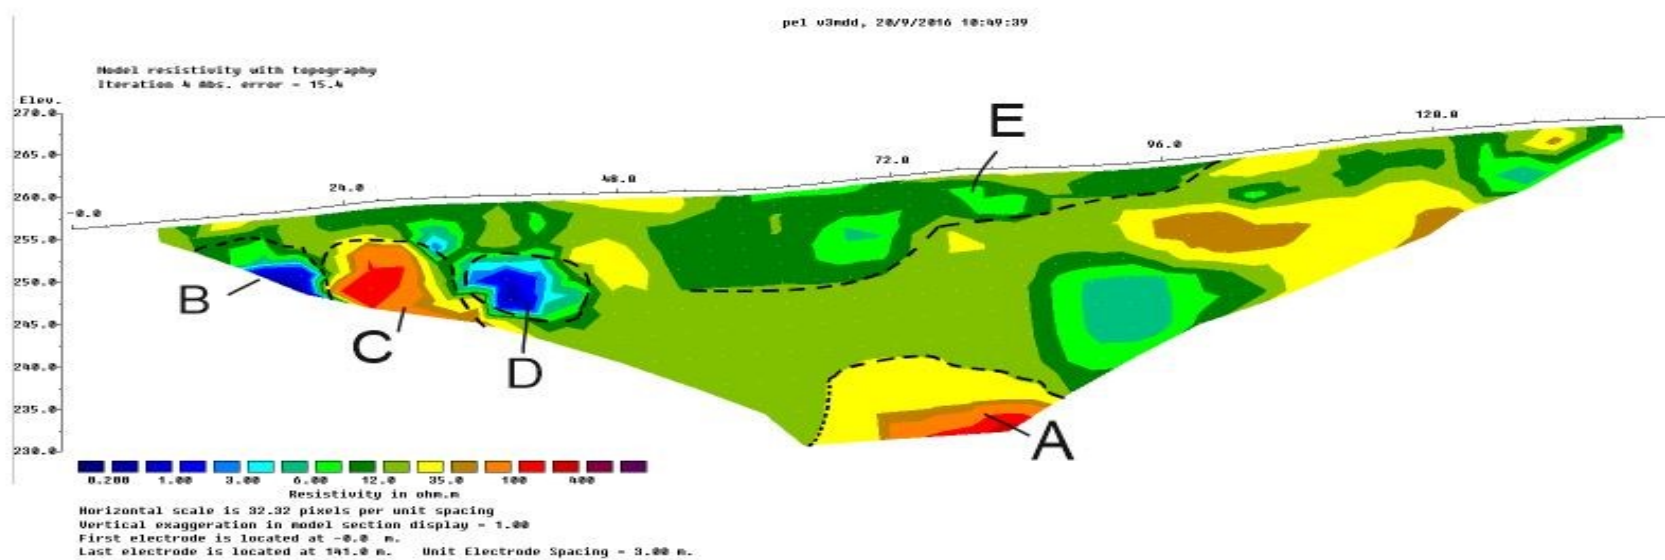 pel v3mdd, 20/9/2016 10:49:39
Model resistivity with topography
Iteration 4 Abs. error = 15.4
Elev.
270.0
265.0
260.0
255.0
250.0
245.0
240.0
235.0
230.0
-0.0
24.0
48.0
72.0
96.0
120.0
E
B
C
D
A
0.200 1.00 3.00 6.00 12.0 35.0 100 400
Resistivity in ohm.m
Horizontal scale is 32.32 pixels per unit spacing
Vertical exaggeration in model section display = 1.00
First electrode is located at -0.0 m.
Last electrode is located at 141.0 m. Unit Electrode Spacing = 3.00 m.